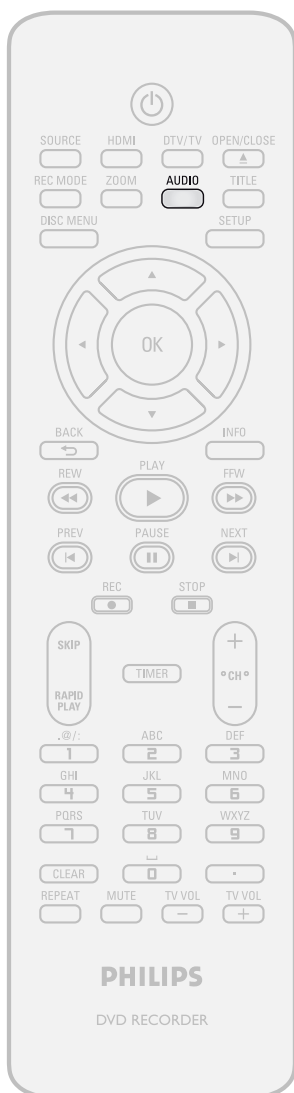 SOURCE HDMI DTV/TV OPEN/CLOSE
REC MODE ZOOM AUDIO TITLE
DISC MENU SETUP
OK
BACK INFO
REW PLAY FFW
PREV PAUSE NEXT
REC STOP
SKIP
RAPID
PLAY
TIMER
+
CH
−
.@/: ABC DEF
1 2 3
GHI JKL MNO
4 5 6
PQRS TUV WXYZ
7 8 9
CLEAR 0 .
REPEAT MUTE TV VOL TV VOL
− +
PHILIPS
DVD RECORDER